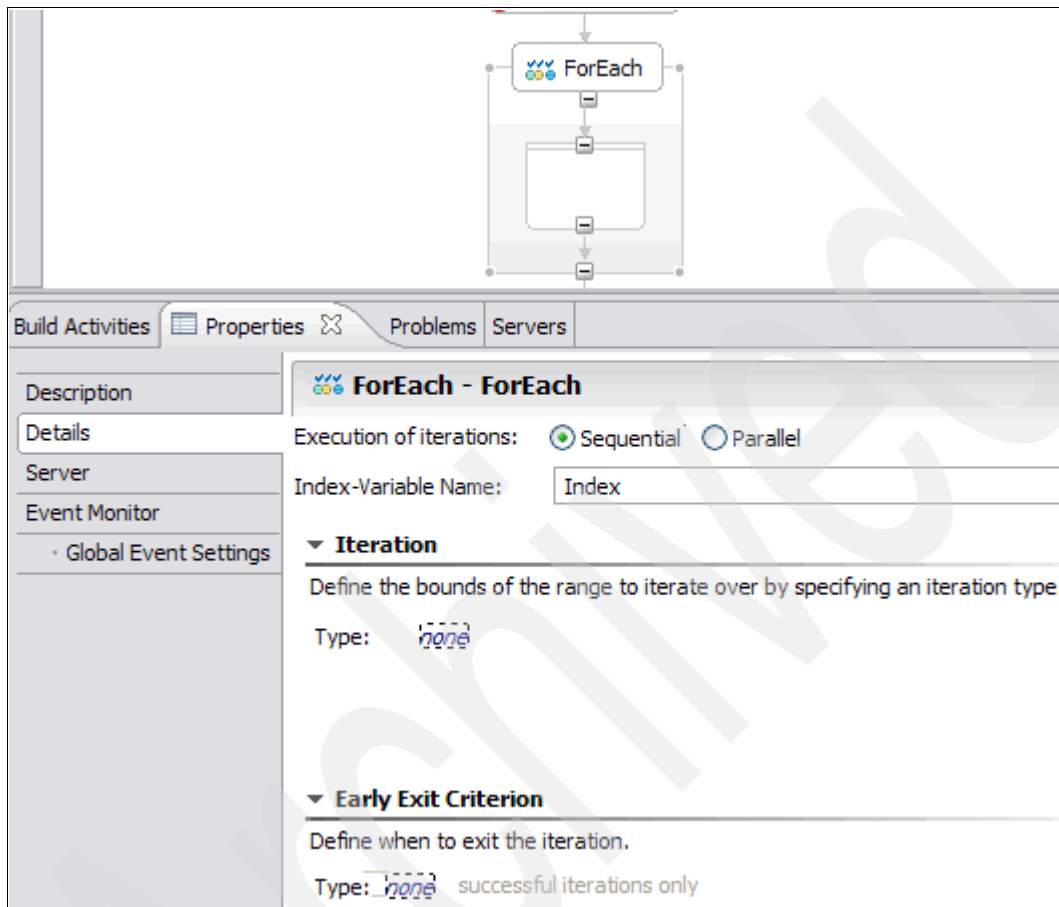 ForEach
Build Activities Properties Problems Servers
Description
Details
Server
Event Monitor
Global Event Settings
ForEach - ForEach
Execution of iterations: Sequential Parallel
Index-Variable Name: Index
Iteration
Define the bounds of the range to iterate over by specifying an iteration type
Type: none
Early Exit Criterion
Define when to exit the iteration.
Type: none successful iterations only
Archived